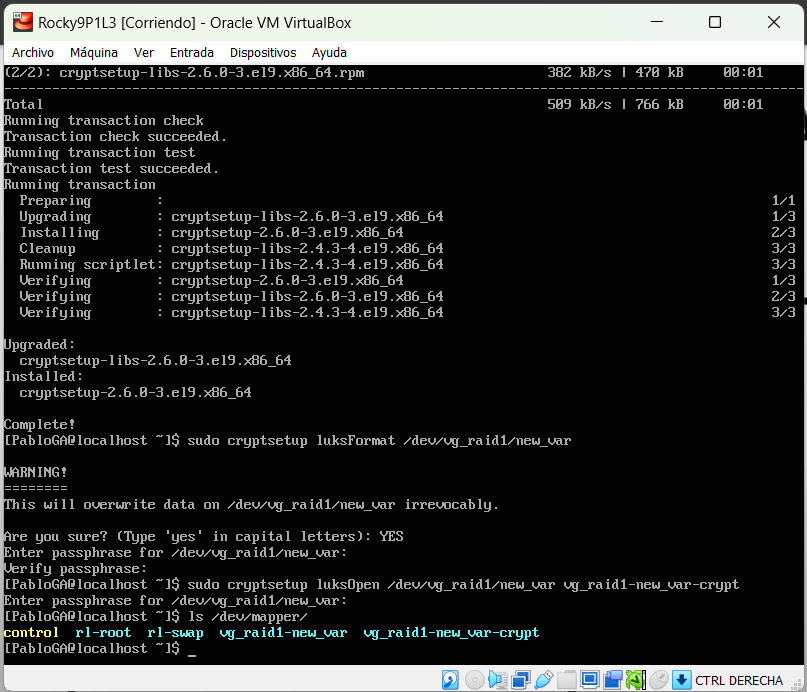 Rocky9P1L3 [Corriendo] - Oracle VM VirtualBox
Archivo Máquina Ver Entrada Dispositivos Ayuda
(2/2): cryptsetup-libs-2.6.0-3.el9.x86_64.rpm 382 kB/s | 470 kB 00:01
--------------------------------------------------------------------------------
Total 509 kB/s | 766 kB 00:01
Running transaction check
Transaction check succeeded.
Running transaction test
Transaction test succeeded.
Running transaction
Preparing : 1/1
Upgrading : cryptsetup-libs-2.6.0-3.el9.x86_64 1/3
Installing : cryptsetup-2.6.0-3.el9.x86_64 2/3
Cleanup : cryptsetup-libs-2.4.3-4.el9.x86_64 3/3
Running scriptlet: cryptsetup-libs-2.4.3-4.el9.x86_64 3/3
Verifying : cryptsetup-2.6.0-3.el9.x86_64 1/3
Verifying : cryptsetup-libs-2.6.0-3.el9.x86_64 2/3
Verifying : cryptsetup-libs-2.4.3-4.el9.x86_64 3/3
Upgraded:
cryptsetup-libs-2.6.0-3.el9.x86_64
Installed:
cryptsetup-2.6.0-3.el9.x86_64
Complete!
[PabloGA@localhost ~]$ sudo cryptsetup luksFormat /dev/vg_raid1/new_var
WARNING!
========
This will overwrite data on /dev/vg_raid1/new_var irrevocably.
Are you sure? (Type 'yes' in capital letters): YES
Enter passphrase for /dev/vg_raid1/new_var:
Verify passphrase:
[PabloGA@localhost ~]$ sudo cryptsetup luksOpen /dev/vg_raid1/new_var vg_raid1-new_var-crypt
Enter passphrase for /dev/vg_raid1/new_var:
[PabloGA@localhost ~]$ ls /dev/mapper/
control rl-root rl-swap vg_raid1-new_var vg_raid1-new_var-crypt
[PabloGA@localhost ~]$ _
CTRL DERECHA